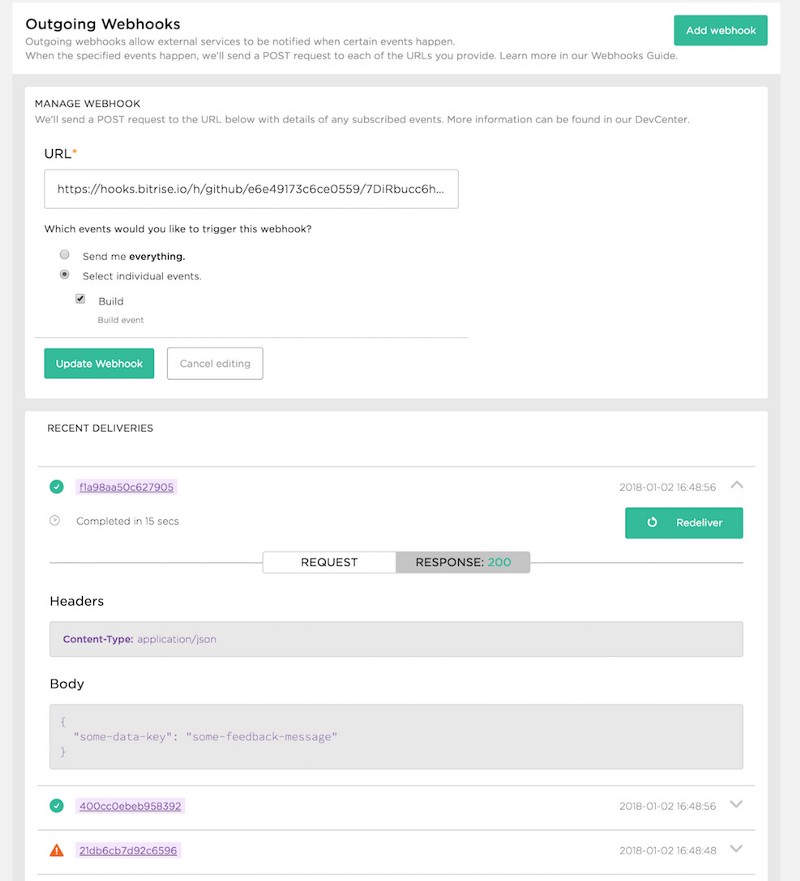 Outgoing Webhooks
Add webhook
Outgoing webhooks allow external services to be notified when certain events happen.
When the specified events happen, we'll send a POST request to each of the URLs you provide. Learn more in our Webhooks Guide.
MANAGE WEBHOOK
We'll send a POST request to the URL below with details of any subscribed events. More information can be found in our DevCenter.
URL*
https://hooks.bitrise.io/h/github/e6e49173c6ce0559/7DiRbucc6h...
Which events would you like to trigger this webhook?
Send me everything.
Select individual events.
Build
Build event
Update Webhook
Cancel editing
RECENT DELIVERIES
f1a98aa50c627905
2018-01-02 16:48:56
Completed in 15 secs
Redeliver
REQUEST
RESPONSE: 200
Headers
Content-Type: application/json
Body
{
"some-data-key": "some-feedback-message"
}
400cc0ebeb958392
2018-01-02 16:48:56
21db6cb7d92c6596
2018-01-02 16:48:48